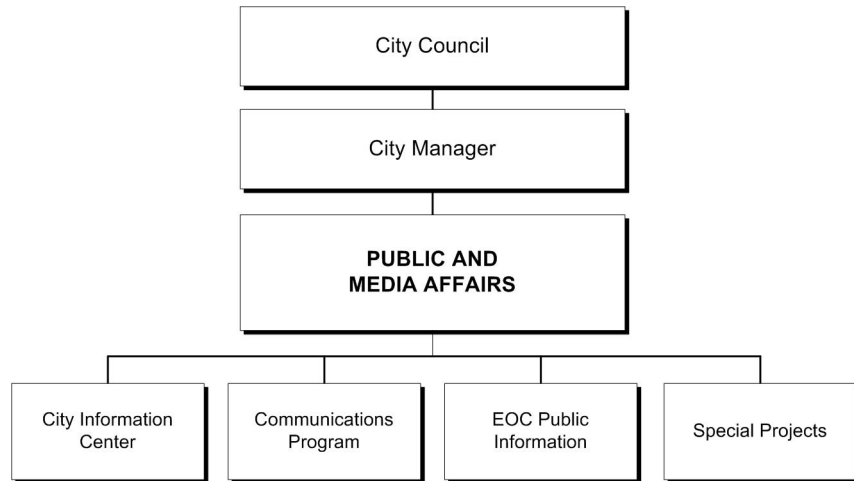 City Council
City Manager
PUBLIC AND
MEDIA AFFAIRS
City Information
Center
Communications
Program
EOC Public
Information
Special Projects